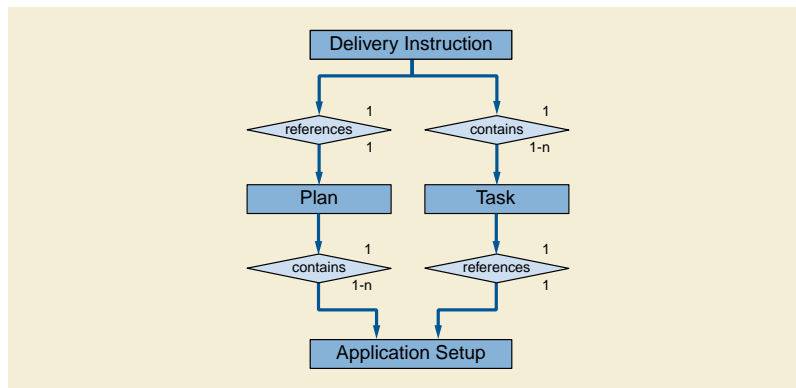 Delivery Instruction
1 1
references contains
1 1-n
Plan Task
1 1
contains references
1-n 1
Application Setup